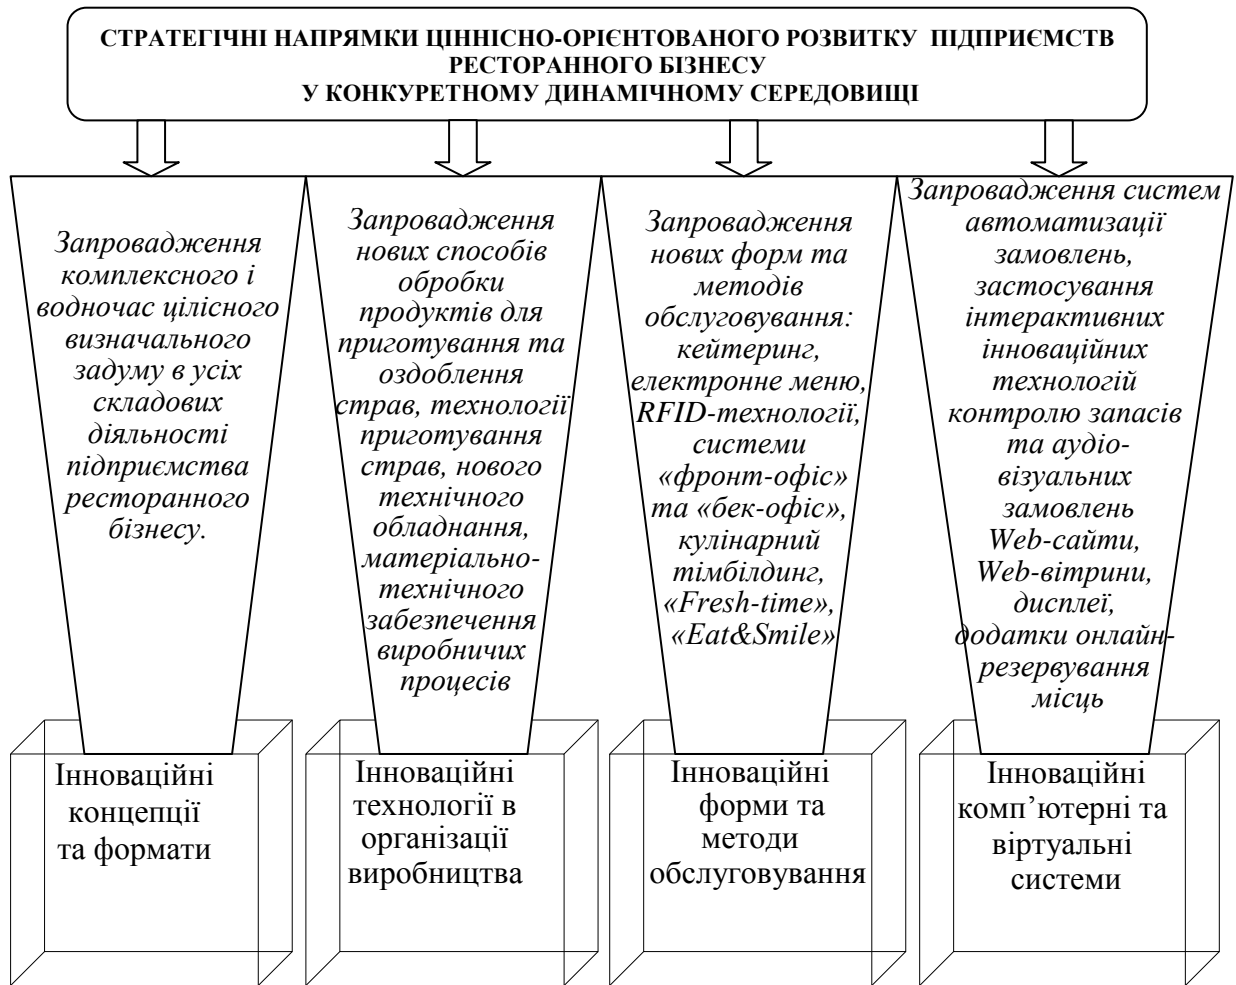 СТРАТЕГІЧНІ НАПРЯМКИ ЦІННІСНО-ОРІЄНТОВАНОГО РОЗВИТКУ ПІДПРИЄМСТВ
РЕСТОРАННОГО БІЗНЕСУ
У КОНКУРЕТНОМУ ДИНАМІЧНОМУ СЕРЕДОВИЩІ
Запровадження
комплексного і
водночас цілісного
визначального
задуму в усіх
складових
діяльності
підприємства
ресторанного
бізнесу.
Запровадження
нових способів
обробки
продуктів для
приготування та
оздоблення
страв, технології
приготування
страв, нового
технічного
обладнання,
матеріально-
технічного
забезпечення
виробничих
процесів
Запровадження
нових форм та
методів
обслуговування:
кейтеринг,
електронне меню,
RFID-технології,
системи
«фронт-офіс»
та «бек-офіс»,
кулінарний
тімбілдинг,
«Fresh-time»,
«Eat&Smile»
Запровадження систем
автоматизації
замовлень,
застосування
інтерактивних
інноваційних
технологій
контролю запасів
та аудіо-
візуальних
замовлень
Web-сайти,
Web-вітрини,
дисплеї,
додатки онлайн-
резервування
місць
Інноваційні
концепції
та формати
Інноваційні
технології в
організації
виробництва
Інноваційні
форми та
методи
обслуговування
Інноваційні
комп’ютерні та
віртуальні
системи